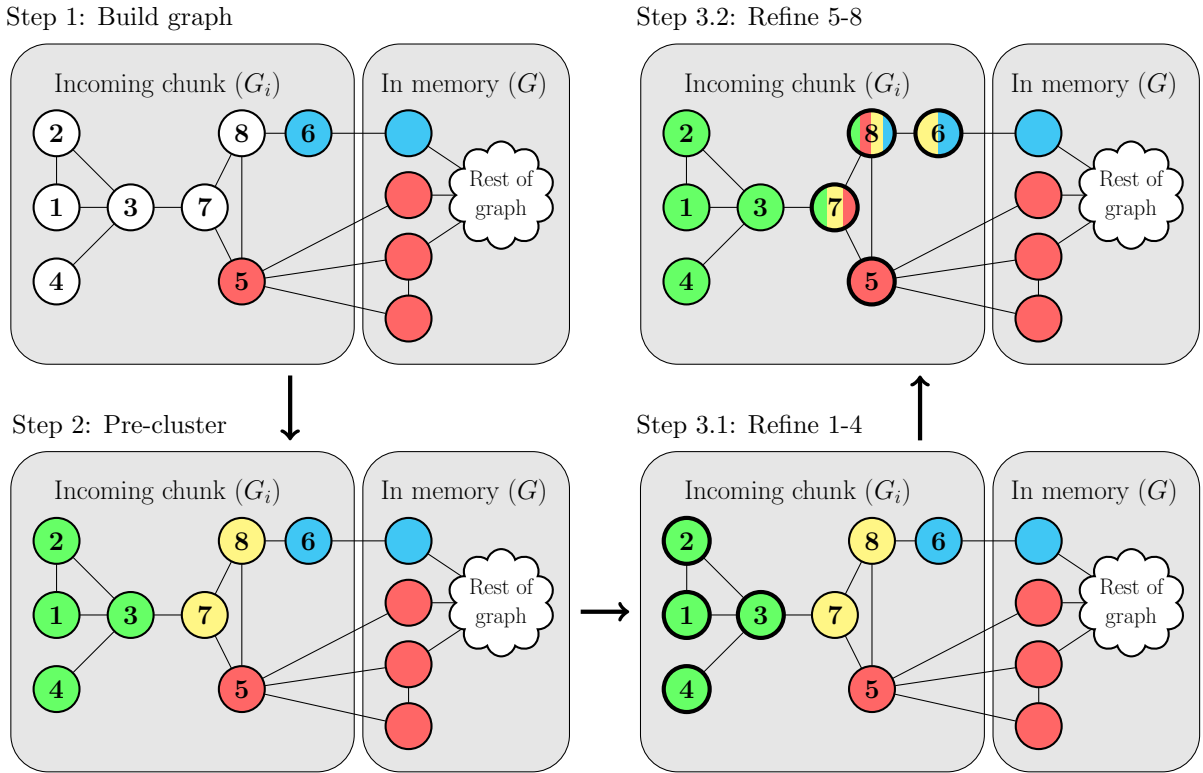 Step 1: Build graph
Incoming chunk (Gᵢ)
In memory (G)
2
8
6
1
3
7
4
5
Rest of
graph
Step 3.2: Refine 5-8
Incoming chunk (Gᵢ)
In memory (G)
2
8
6
1
3
7
4
5
Rest of
graph
Step 2: Pre-cluster
Incoming chunk (Gᵢ)
In memory (G)
2
8
6
1
3
7
4
5
Rest of
graph
Step 3.1: Refine 1-4
Incoming chunk (Gᵢ)
In memory (G)
2
8
6
1
3
7
4
5
Rest of
graph